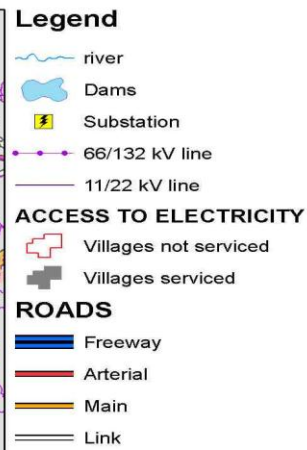 Legend
river
Dams
Substation
66/132 kV line
11/22 kV line
ACCESS TO ELECTRICITY
Villages not serviced
Villages serviced
ROADS
Freeway
Arterial
Main
Link